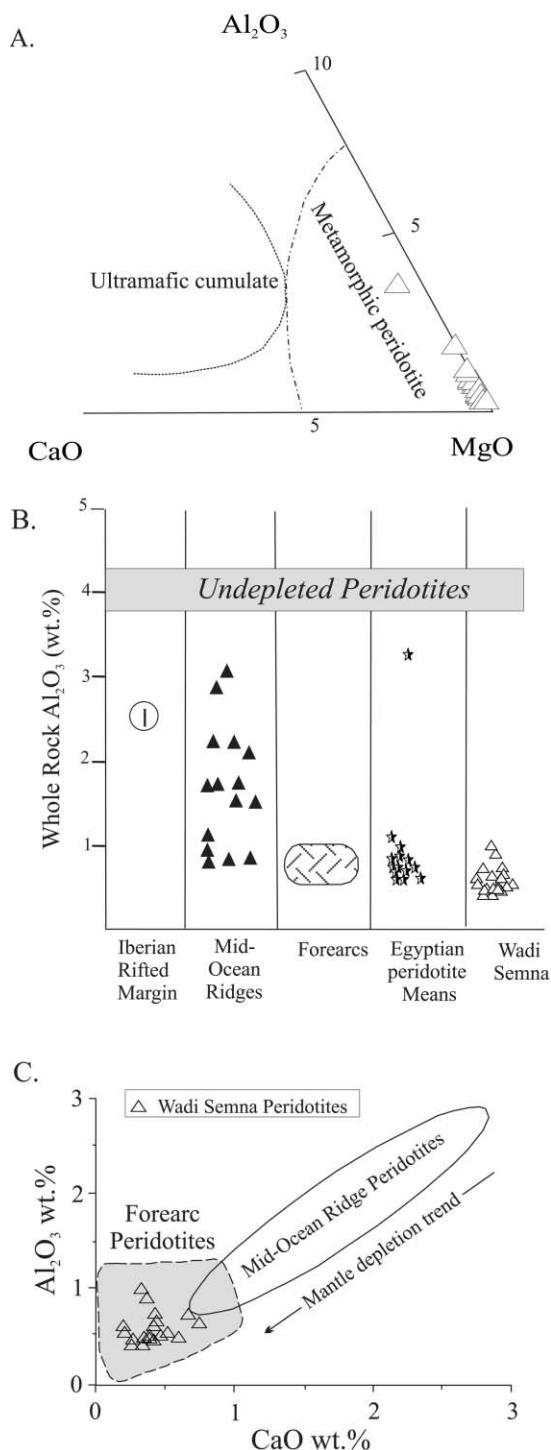 A.
Al₂O₃
10
5
Ultramafic cumulate
Metamorphic peridotite
5
CaO
MgO
B.
5
4
3
2
1
Whole Rock Al₂O₃ (wt.%)
Undepleted Peridotites
I
Iberian
Rifted
Margin
Mid-
Ocean
Ridges
Forearcs
Egyptian
peridotite
Means
Wadi
Semna
C.
3
2
1
0
Al₂O₃ wt.%
Wadi Semna Peridotites
Forearc
Peridotites
Mid-Ocean Ridge Peridotites
Mantle depletion trend
0
1
2
3
CaO wt.%